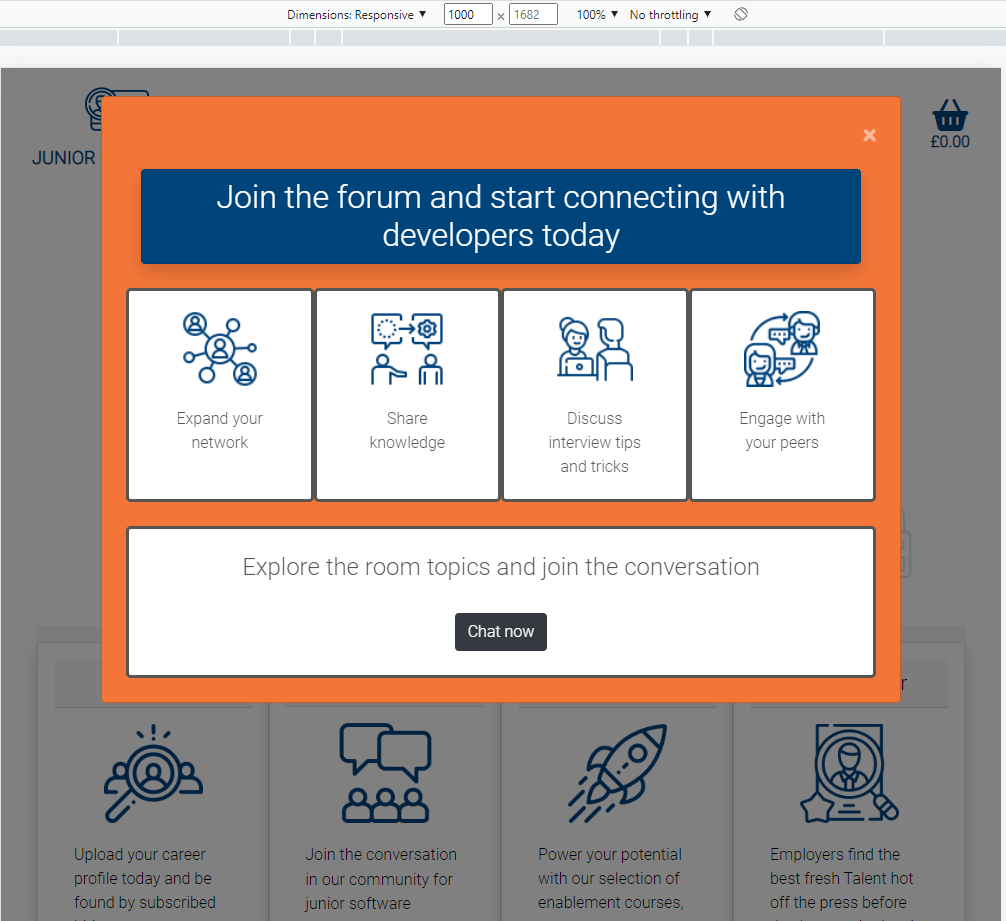 Dimensions: Responsive ▼ 1000 × 1682 100% ▼ No throttling ▼
JUNIOR
£0.00
×
Join the forum and start connecting with
developers today
Expand your
network
Share
knowledge
Discuss
interview tips
and tricks
Engage with
your peers
Explore the room topics and join the conversation
Chat now
r
Upload your career
profile today and be
found by subscribed
Join the conversation
in our community for
junior software
Power your potential
with our selection of
enablement courses,
Employers find the
best fresh Talent hot
off the press before